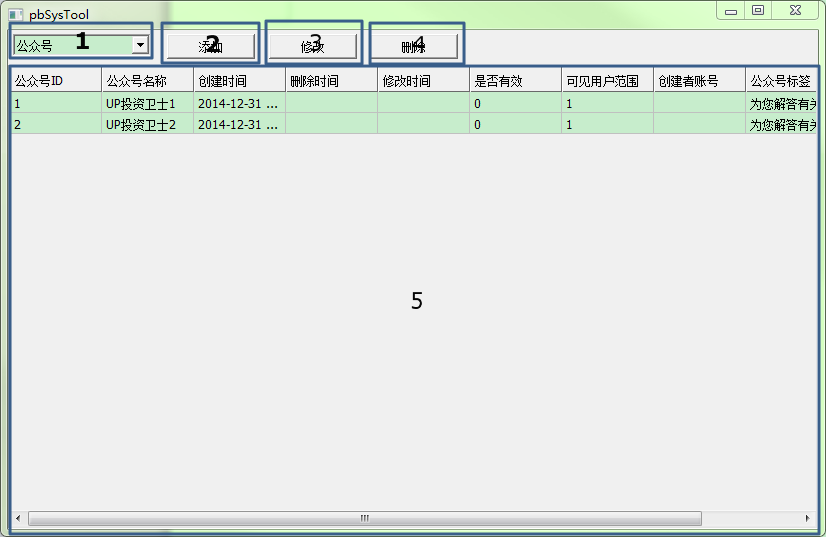 pbSysTool
公众号 1 添加 2 修改 3 删除 4
公众号ID 公众号名称 创建时间 删除时间 修改时间 是否有效 可见用户范围 创建者账号 公众号标签
1 UP投资卫士1 2014-12-31 ... 0 1 为您解答有关
2 UP投资卫士2 2014-12-31 ... 0 1 为您解答有关
5